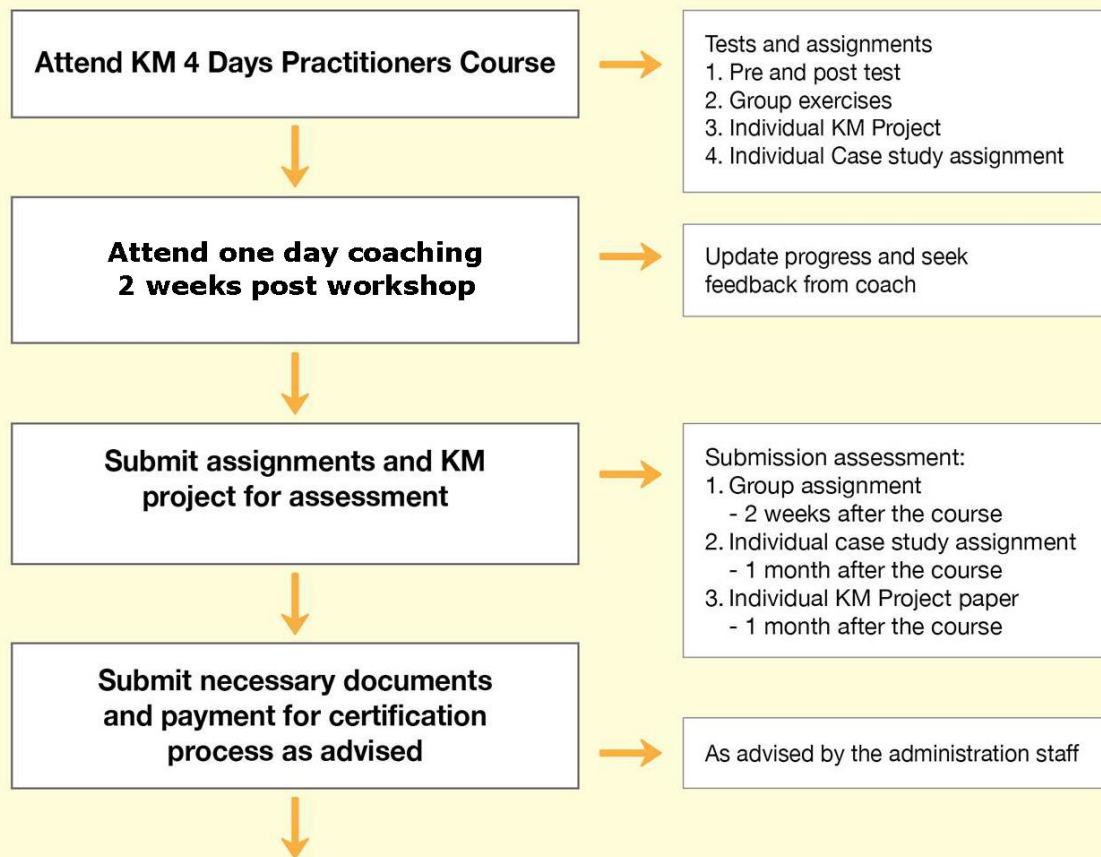 Attend KM 4 Days Practitioners Course
Tests and assignments
1. Pre and post test
2. Group exercises
3. Individual KM Project
4. Individual Case study assignment
Attend one day coaching
2 weeks post workshop
Update progress and seek
feedback from coach
Submit assignments and KM
project for assessment
Submission assessment:
1. Group assignment
- 2 weeks after the course
2. Individual case study assignment
- 1 month after the course
3. Individual KM Project paper
- 1 month after the course
Submit necessary documents
and payment for certification
process as advised
As advised by the administration staff